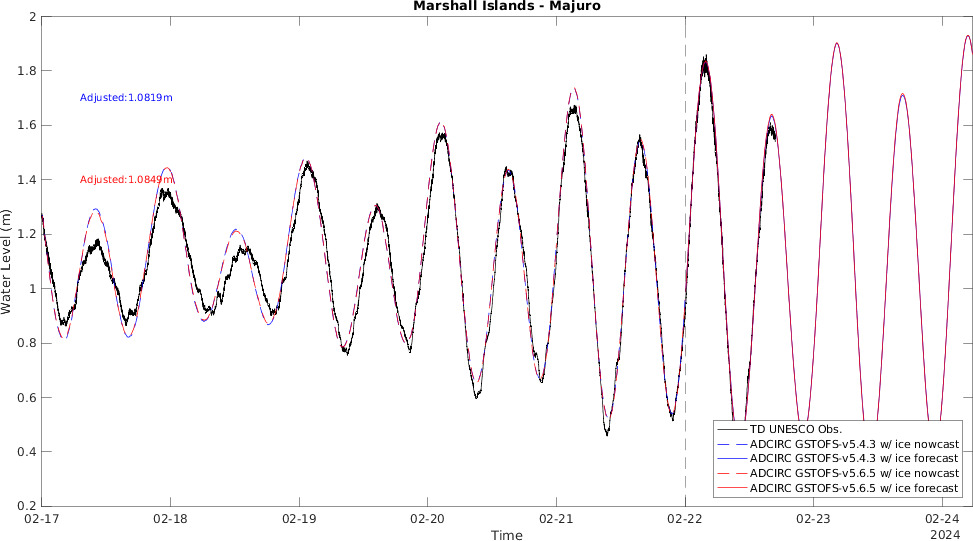 Marshall Islands - Majuro
2
1.8
1.6
1.4
1.2
1
0.8
0.6
0.4
0.2
Water Level (m)
Adjusted:1.0819m
Adjusted:1.0849m
TD UNESCO Obs.
ADCIRC GSTOFS-v5.4.3 w/ ice nowcast
ADCIRC GSTOFS-v5.4.3 w/ ice forecast
ADCIRC GSTOFS-v5.6.5 w/ ice nowcast
ADCIRC GSTOFS-v5.6.5 w/ ice forecast
02-17 02-18 02-19 02-20 02-21 02-22 02-23 02-24
2024
Time